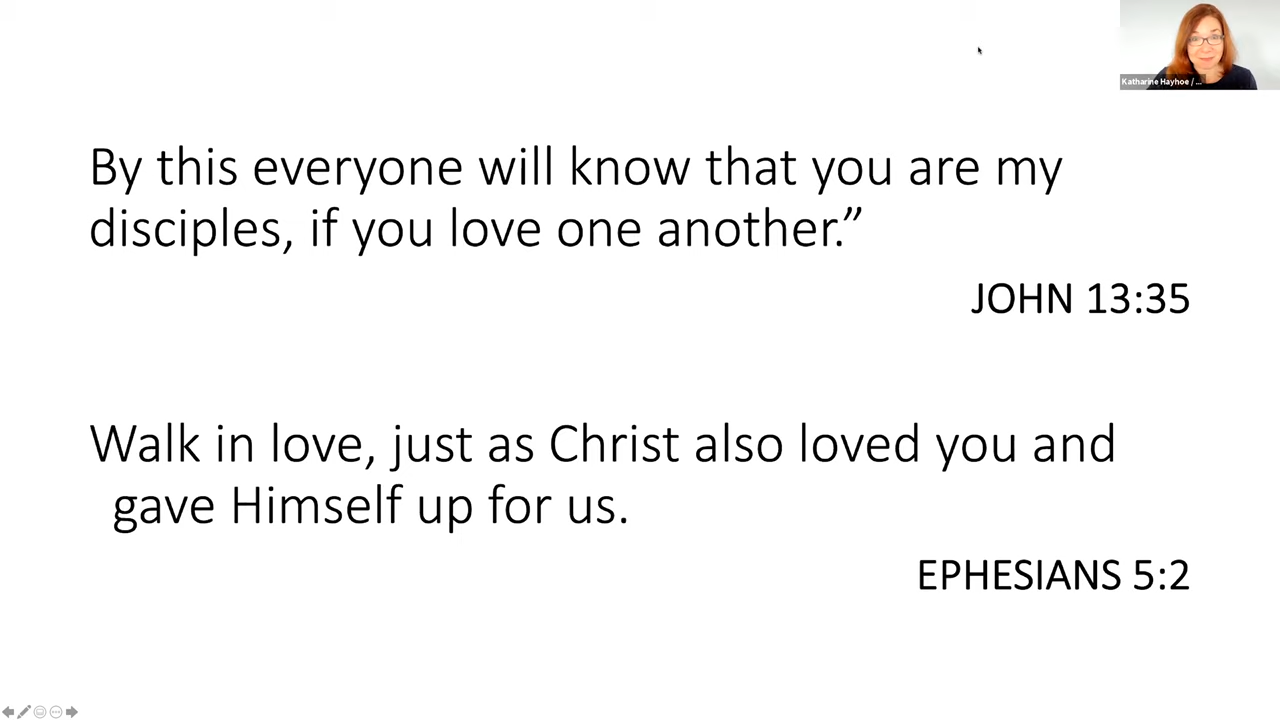 Katharine Hayhoe / ...
By this everyone will know that you are my
disciples, if you love one another.”
JOHN 13:35
Walk in love, just as Christ also loved you and
gave Himself up for us.
EPHESIANS 5:2